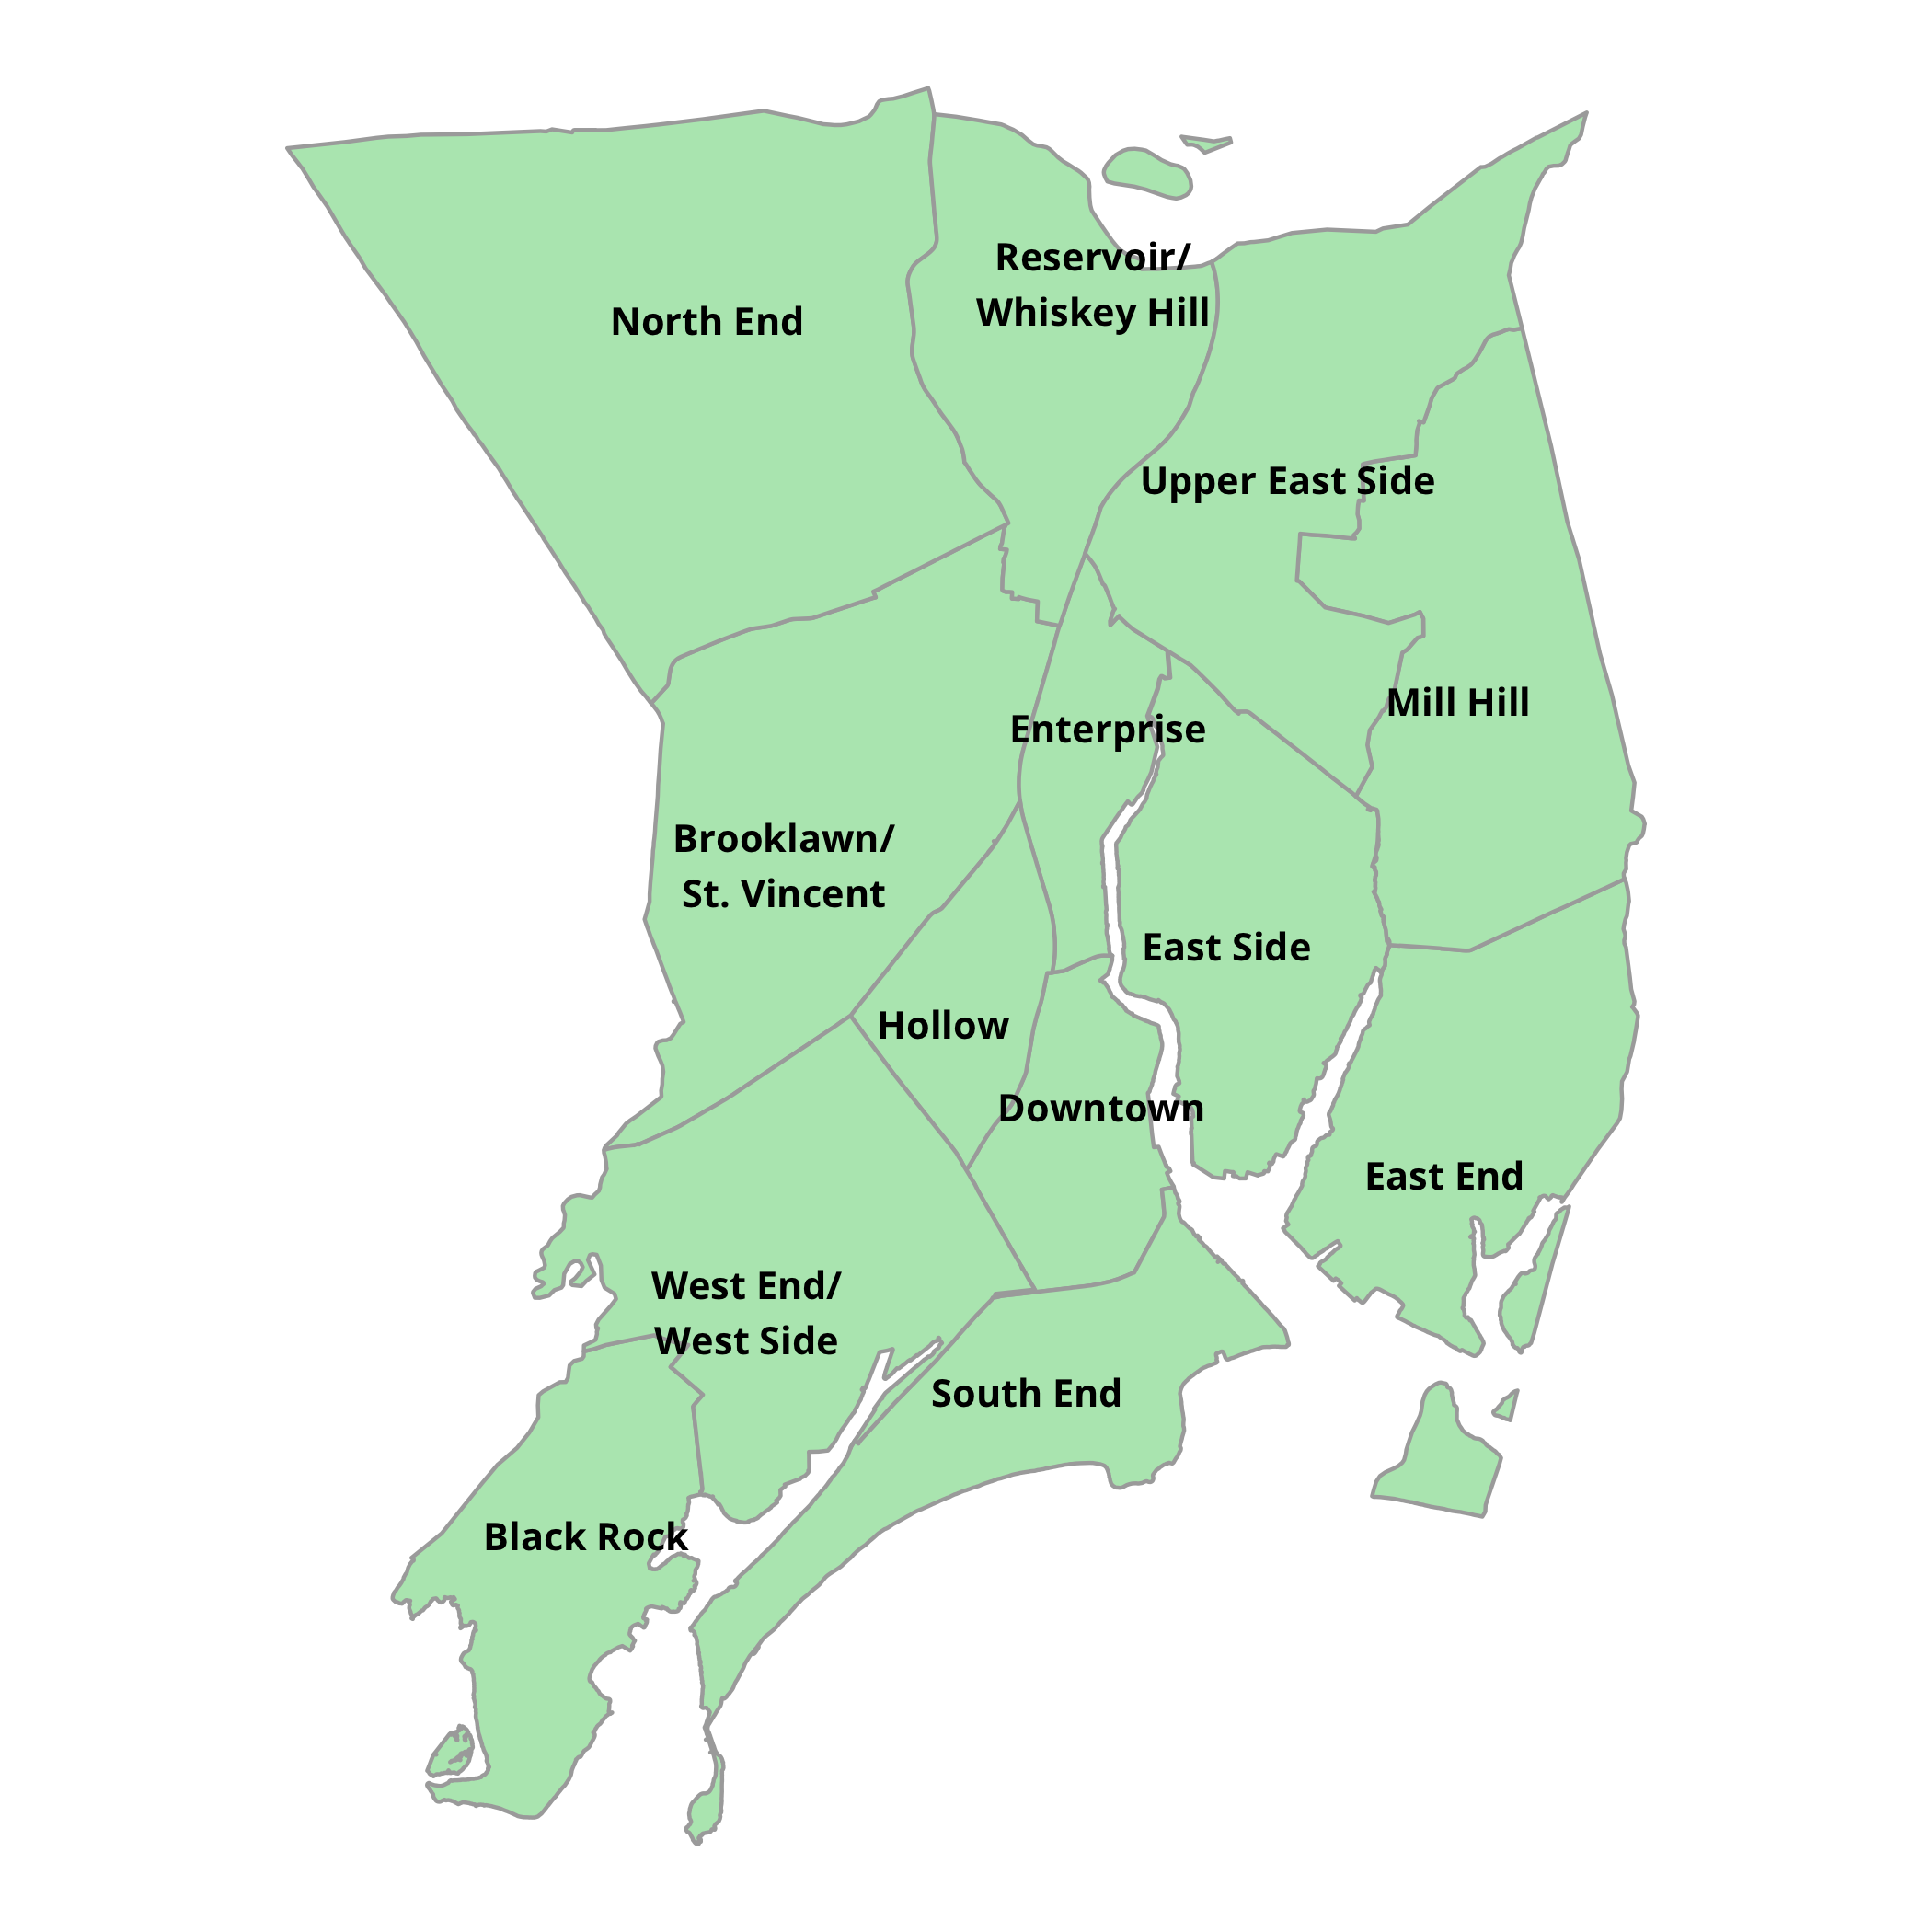 Reservoir/
Whiskey Hill
North End
Upper East Side
Mill Hill
Enterprise
Brooklawn/
St. Vincent
East Side
Hollow
Downtown
East End
West End/
West Side
South End
Black Rock